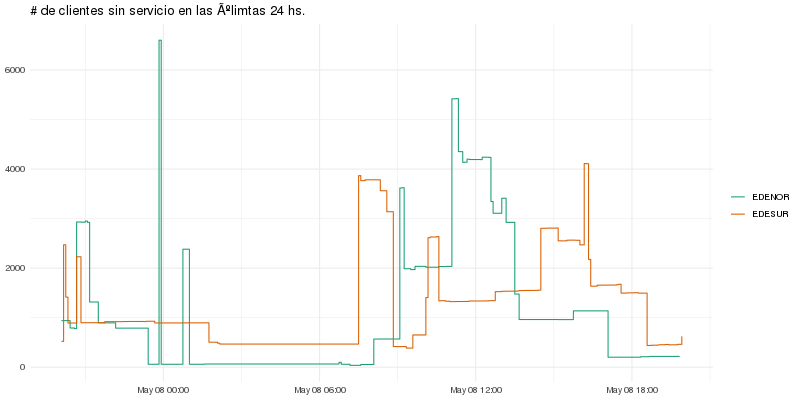 # de clientes sin servicio en las Ãºlimtas 24 hs.
6000
4000
2000
0
May 08 00:00
May 08 06:00
May 08 12:00
May 08 18:00
EDENOR
EDESUR